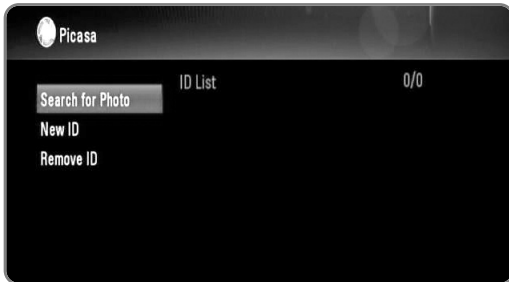 Picasa
ID List 0/0
Search for Photo
New ID
Remove ID